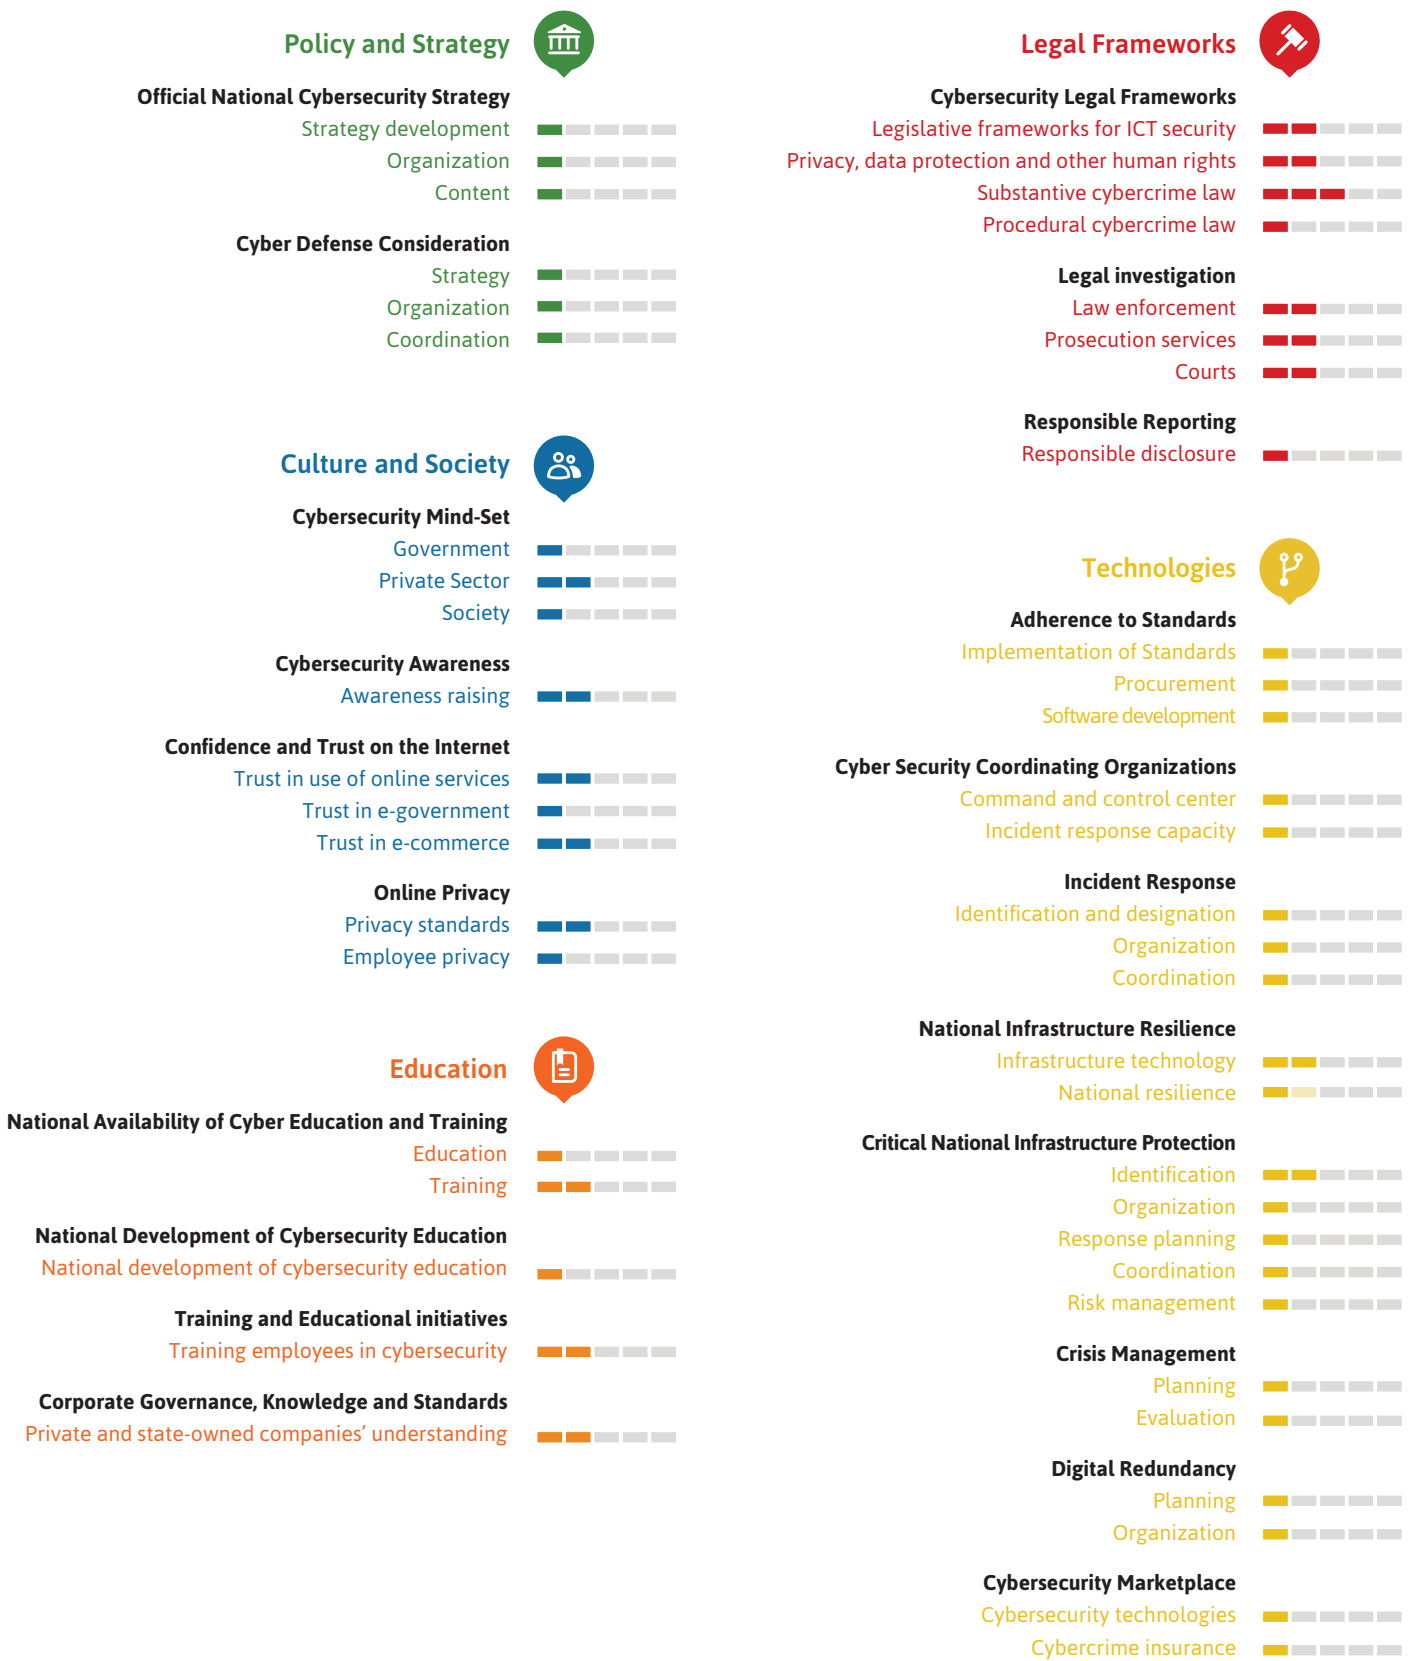 Policy and Strategy
Official National Cybersecurity Strategy
Strategy development
Organization
Content
Cyber Defense Consideration
Strategy
Organization
Coordination
Culture and Society
Cybersecurity Mind-Set
Government
Private Sector
Society
Cybersecurity Awareness
Awareness raising
Confidence and Trust on the Internet
Trust in use of online services
Trust in e-government
Trust in e-commerce
Online Privacy
Privacy standards
Employee privacy
Education
National Availability of Cyber Education and Training
Education
Training
National Development of Cybersecurity Education
National development of cybersecurity education
Training and Educational initiatives
Training employees in cybersecurity
Corporate Governance, Knowledge and Standards
Private and state-owned companies’ understanding
Legal Frameworks
Cybersecurity Legal Frameworks
Legislative frameworks for ICT security
Privacy, data protection and other human rights
Substantive cybercrime law
Procedural cybercrime law
Legal investigation
Law enforcement
Prosecution services
Courts
Responsible Reporting
Responsible disclosure
Technologies
Adherence to Standards
Implementation of Standards
Procurement
Software development
Cyber Security Coordinating Organizations
Command and control center
Incident response capacity
Incident Response
Identification and designation
Organization
Coordination
National Infrastructure Resilience
Infrastructure technology
National resilience
Critical National Infrastructure Protection
Identification
Organization
Response planning
Coordination
Risk management
Crisis Management
Planning
Evaluation
Digital Redundancy
Planning
Organization
Cybersecurity Marketplace
Cybersecurity technologies
Cybercrime insurance